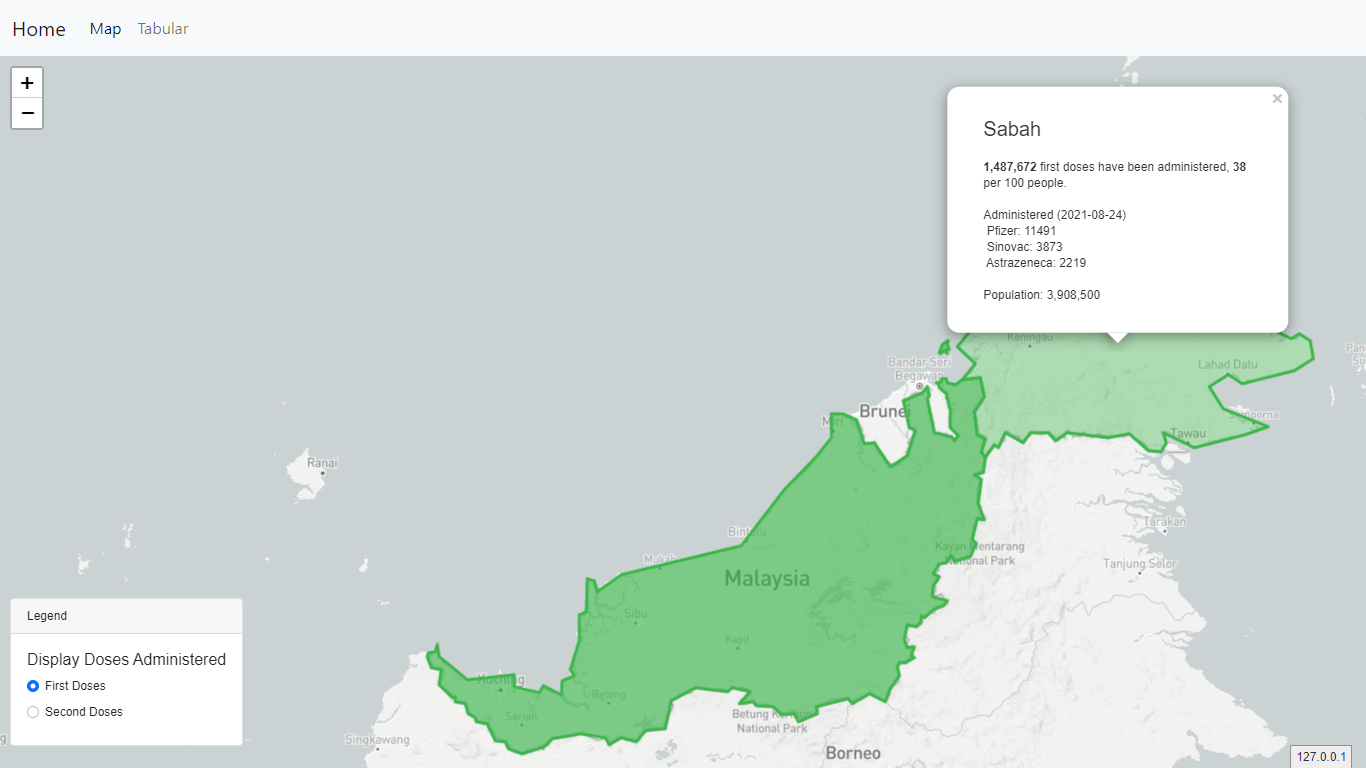 Home Map Tabular
+
−
×
Sabah
1,487,672 first doses have been administered, 38
per 100 people.
Administered (2021-08-24)
Pfizer: 11491
Sinovac: 3873
Astrazeneca: 2219
Population: 3,908,500
Keningau
Bandar Seri
Begawan
Lahad Datu
Brunei
Miri
Semporna
Tawau
Ranai
Bintulu
Tarakan
Mukah
Kayan Mentarang
National Park
Malaysia
Tanjung Selor
Sibu
Kapit
Legend
Display Doses Administered
First Doses
Second Doses
Kuching
Betong
Serian
Betung Kerihun
National Park
Singkawang
Borneo
127.0.0.1